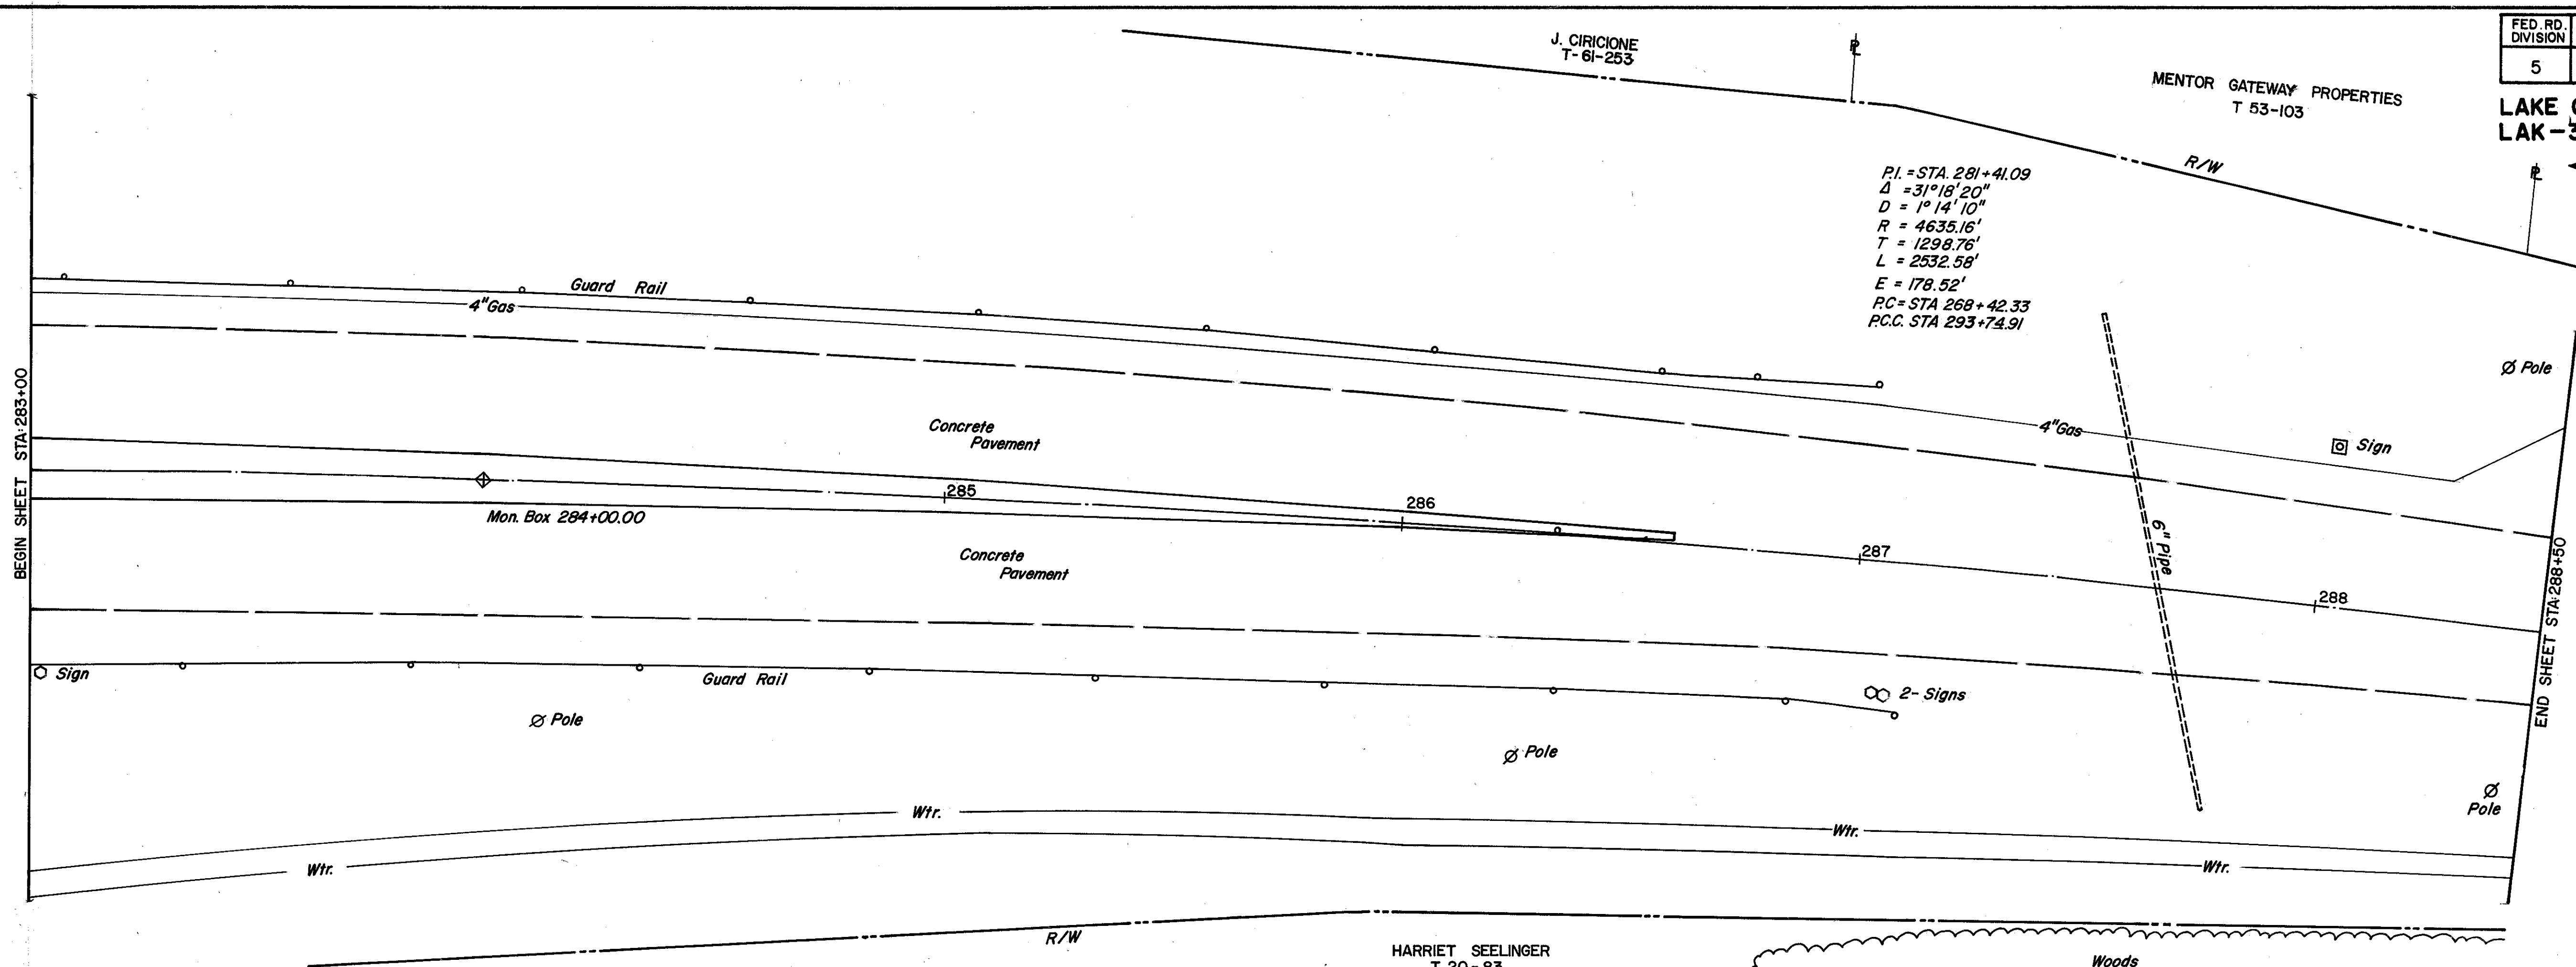 J. CIRICIONE
T-61-253
P
L
MENTOR GATEWAY PROPERTIES
T 53-103
FED. RD.
DIVISION
5
LAKE
LAK-3
P
L
R/W
P.I. = STA. 281+41.09
Δ = 31°18'20"
D = 1°14'10"
R = 4635.16'
T = 1298.76'
L = 2532.58'
E = 178.52'
P.C = STA 268+42.33
P.C.C. STA 293+74.91
Guard Rail
4" Gas
Ø Pole
4" Gas
Sign
Concrete
Pavement
BEGIN SHEET STA: 283+00
285
286
Mon. Box 284+00.00
287
6" Pipe
288
Concrete
Pavement
END SHEET STA: 288+50
Sign
Guard Rail
2-Signs
Ø Pole
Ø Pole
Ø
Pole
Wtr.
Wtr.
Wtr.
Wtr.
R/W
HARRIET SEELINGER
T 20-83
Woods